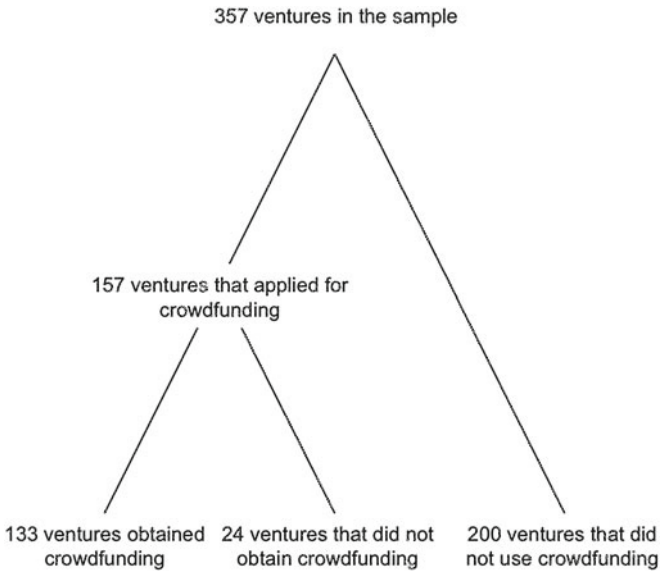 357 ventures in the sample
157 ventures that applied for
crowdfunding
133 ventures obtained
crowdfunding
24 ventures that did not
obtain crowdfunding
200 ventures that did
not use crowdfunding